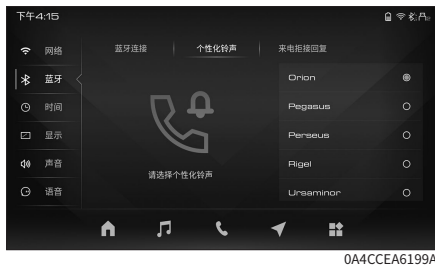 下午4:15
网络
蓝牙
时间
显示
声音
语音
蓝牙连接
个性化铃声
来电拒接回复
请选择个性化铃声
Orion
Pegasus
Perseus
Rigel
Ursaminor
0A4CCEA6199A